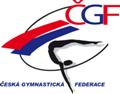 ČGF
ČESKÁ GYMNASTICKÁ FEDERACE